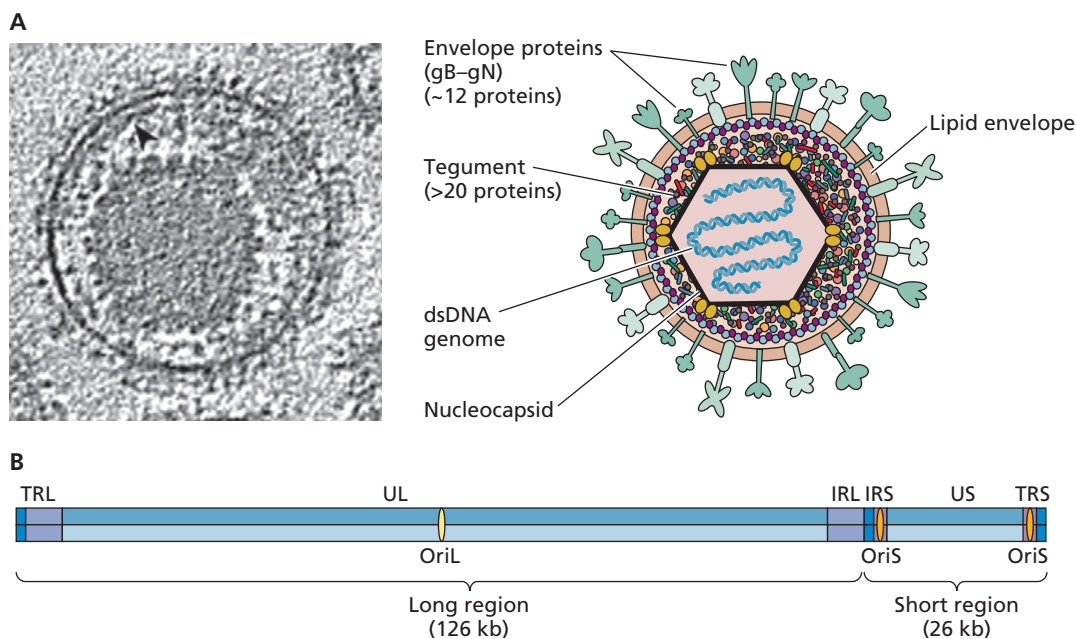 A
Envelope proteins
(gB–gN)
(~12 proteins)
Lipid envelope
Tegument
(>20 proteins)
dsDNA
genome
Nucleocapsid
B
TRL UL IRL IRS US TRS
OriL OriS OriS
Long region
(126 kb)
Short region
(26 kb)